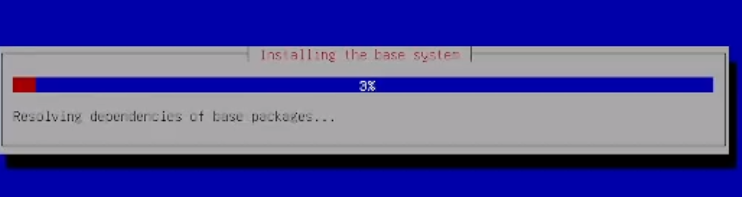 Installing the base system
3%
Resolving dependencies of base packages...